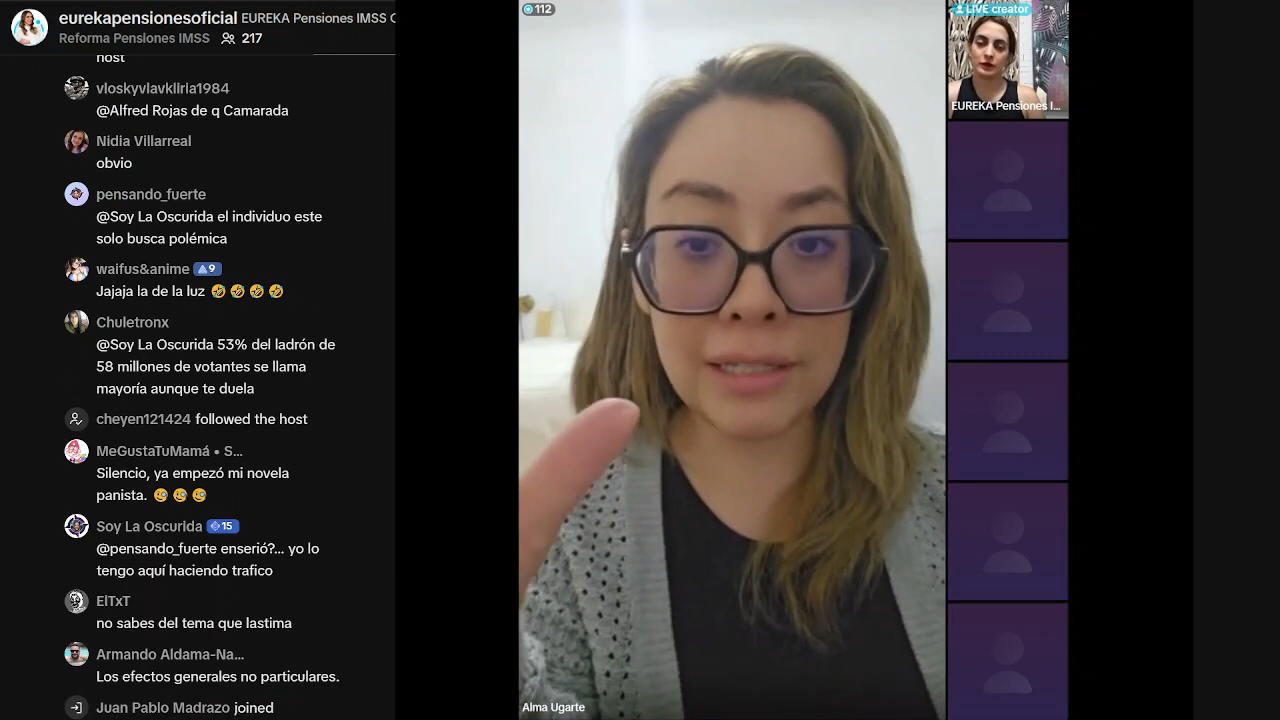 eurekapensionesoficial EUREKA Pensiones IMSS C
Reforma Pensiones IMSS 217
host
vloskyvlavkllria1984
@Alfred Rojas de q Camarada
Nidia Villarreal
obvio
pensando_fuerte
@Soy La Oscurida el individuo este
solo busca polémica
waifus&anime 9
Jajaja la de la luz 🤣 🤣 🤣 🤣
Chuletronx
@Soy La Oscurida 53% del ladrón de
58 millones de votantes se llama
mayoría aunque te duela
cheyen121424 followed the host
MeGustaTuMamá • S...
Silencio, ya empezó mi novela
panista. 🧐 🧐 🧐
Soy La Oscurida 15
@pensando_fuerte enserió?... yo lo
tengo aquí haciendo trafico
ElTxT
no sabes del tema que lastima
Armando Aldama-Na...
Los efectos generales no particulares.
Juan Pablo Madrazo joined
112
Alma Ugarte
LIVE creator
EUREKA Pensiones I...